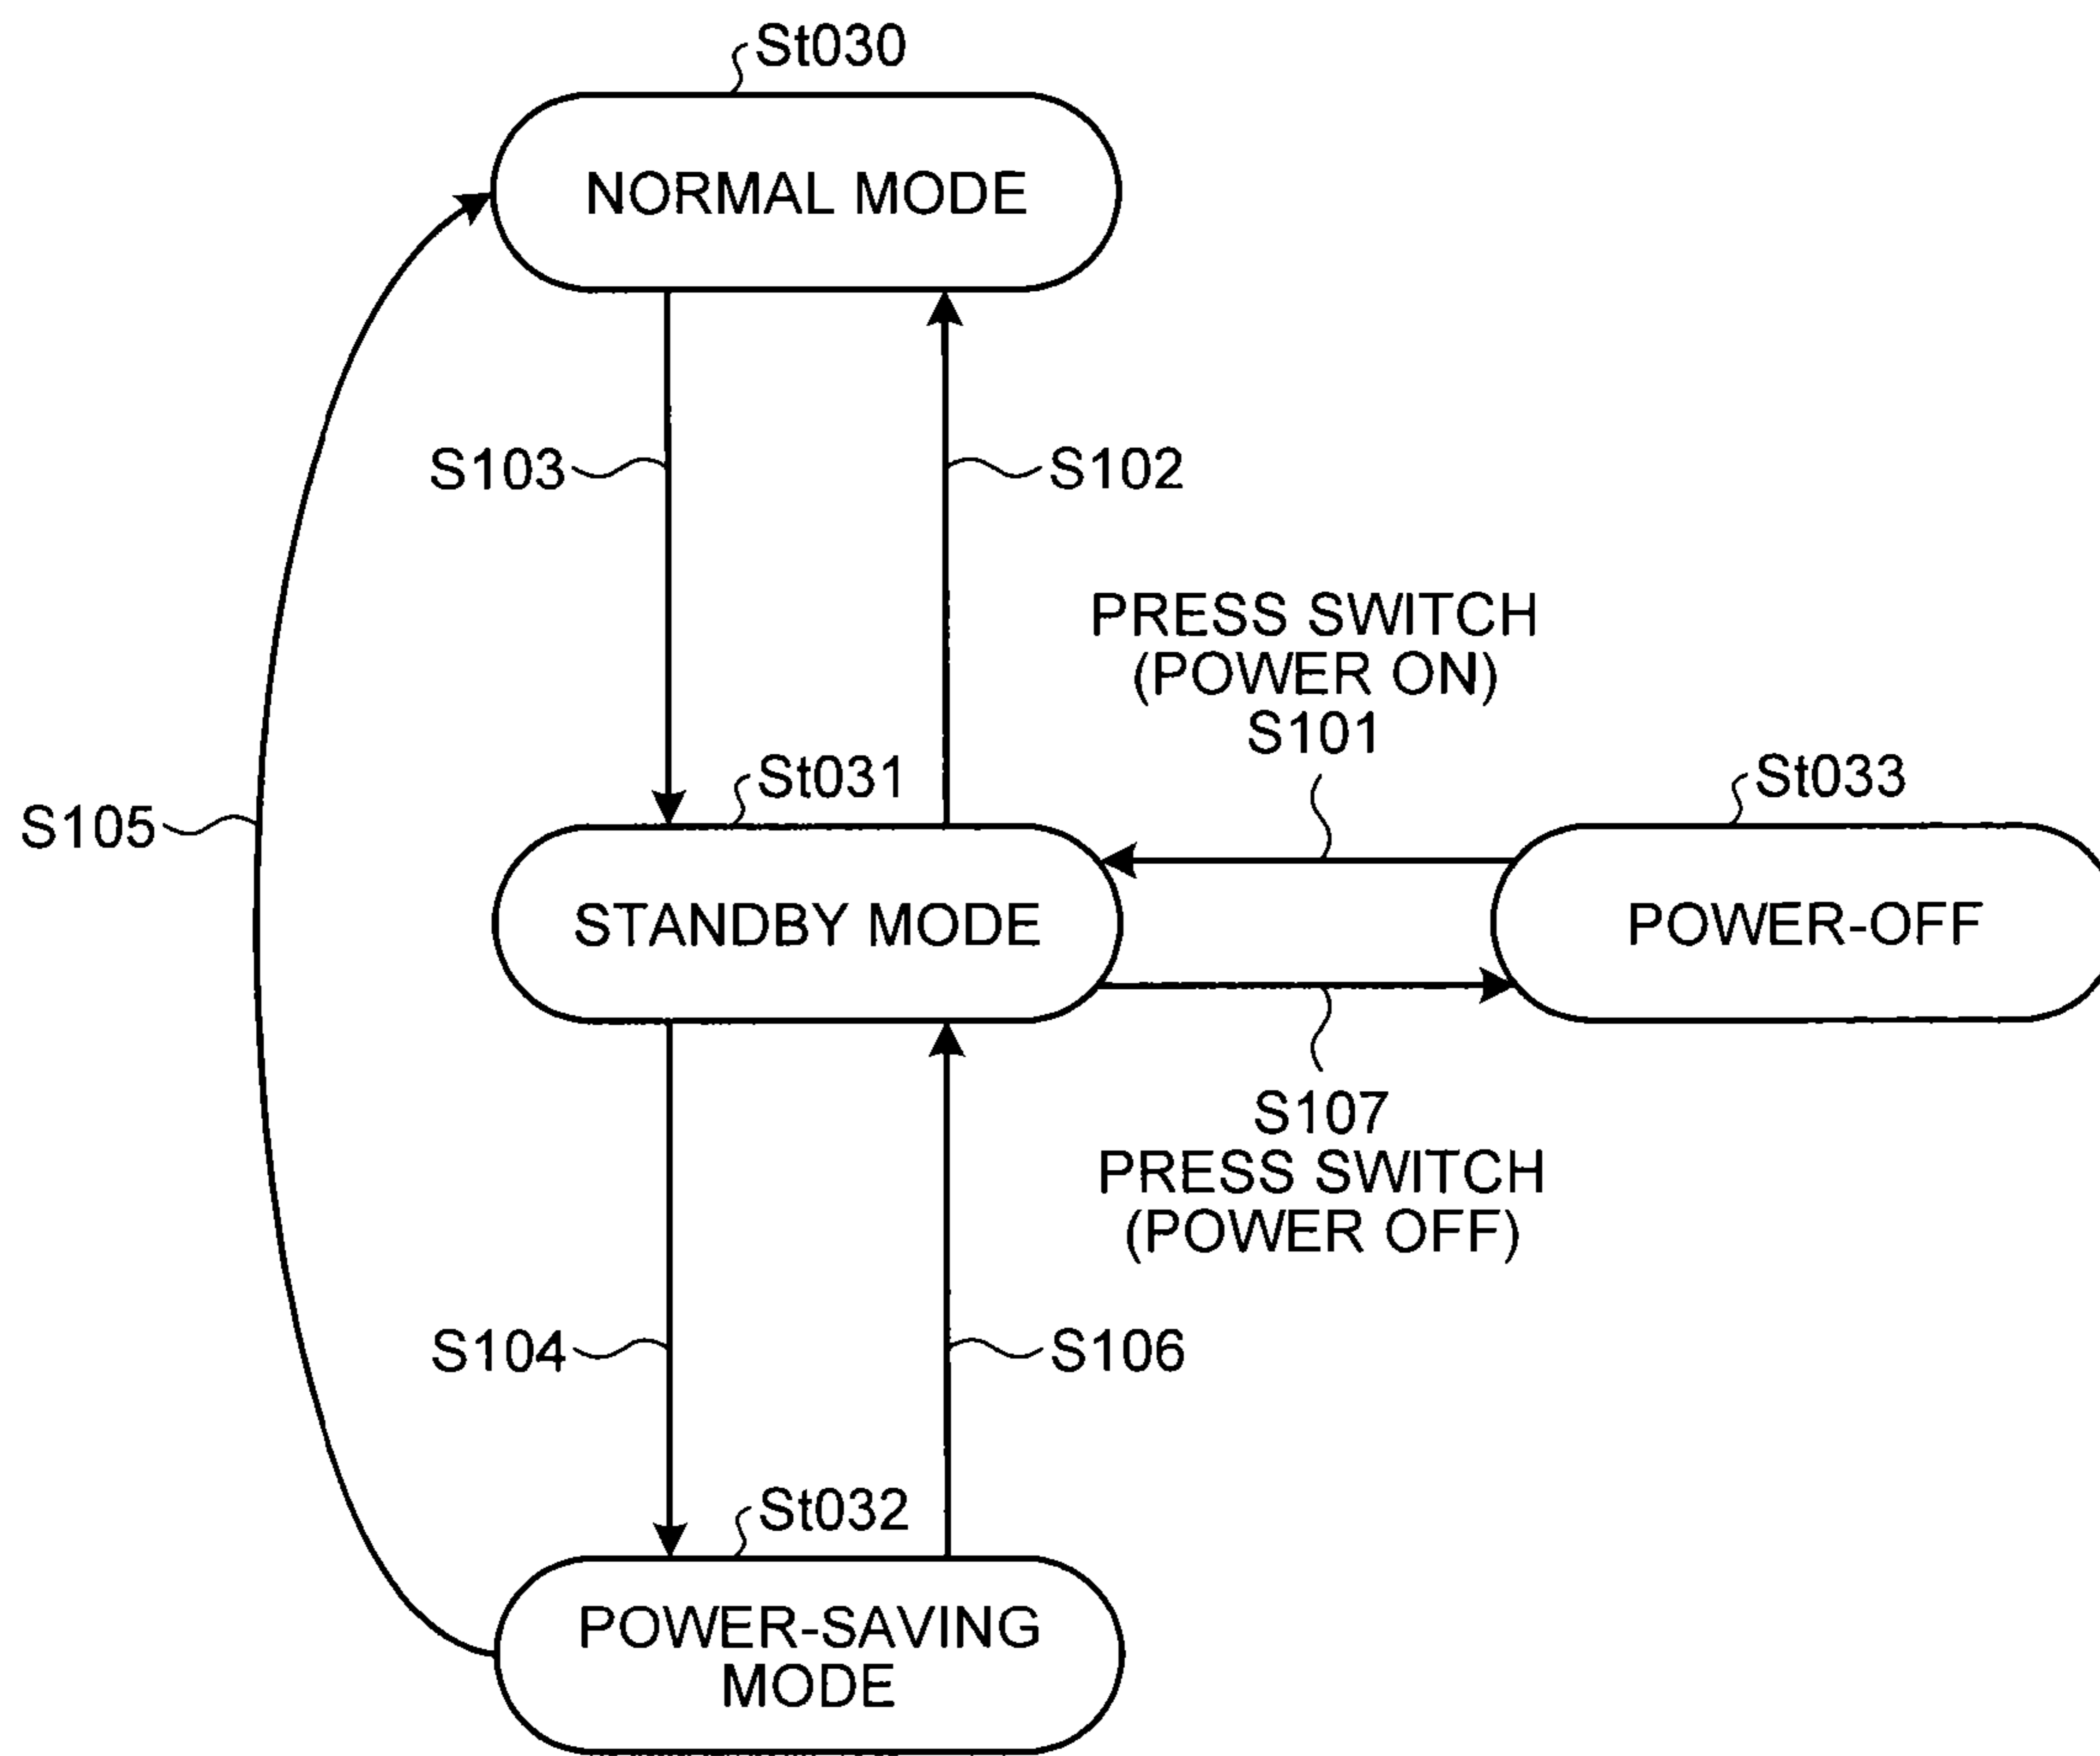 St030
NORMAL MODE
S103
S102
PRESS SWITCH
(POWER ON)
S101
St031
St033
S105
STANDBY MODE
POWER-OFF
S107
PRESS SWITCH
(POWER OFF)
S104
S106
St032
POWER-SAVING
MODE